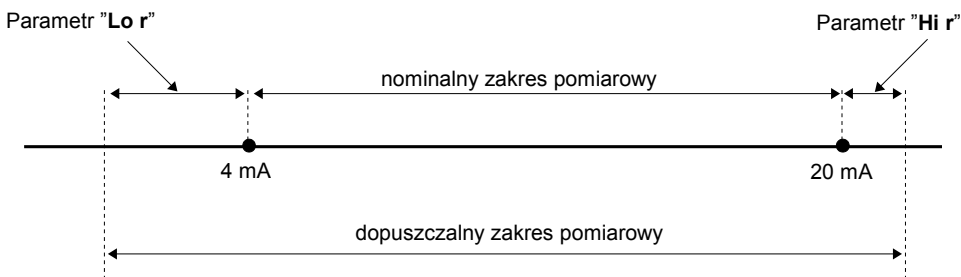 Parametr "Lo r"
Parametr "Hi r"
nominalny zakres pomiarowy
4 mA
20 mA
dopuszczalny zakres pomiarowy